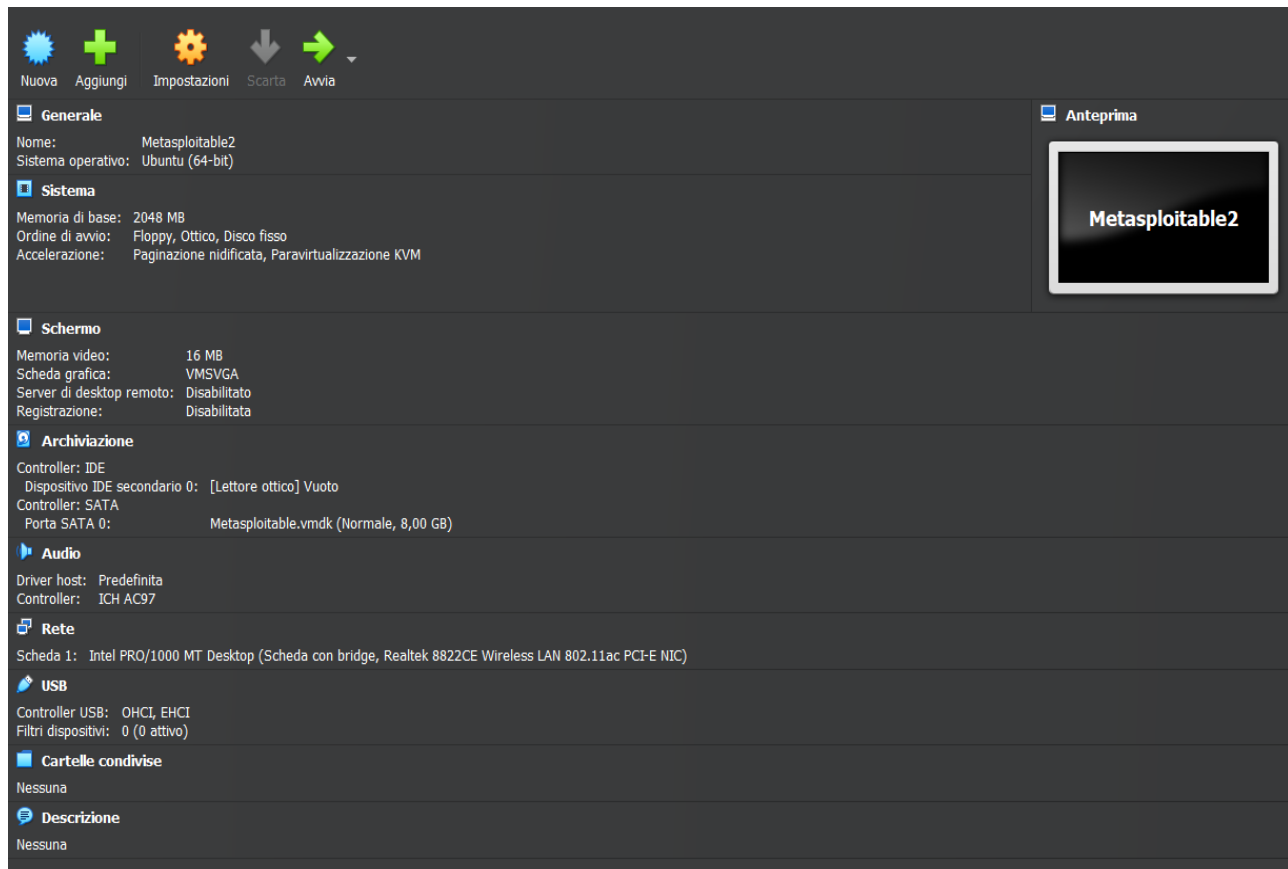 Nuova Aggiungi Impostazioni Scarta Avvia
Generale
Nome: Metasploitable2
Sistema operativo: Ubuntu (64-bit)
Anteprima
Metasploitable2
Sistema
Memoria di base: 2048 MB
Ordine di avvio: Floppy, Ottico, Disco fisso
Accelerazione: Paginazione nidificata, Paravirtualizzazione KVM
Schermo
Memoria video: 16 MB
Scheda grafica: VMSVGA
Server di desktop remoto: Disabilitato
Registrazione: Disabilitata
Archiviazione
Controller: IDE
Dispositivo IDE secondario 0: [Lettore ottico] Vuoto
Controller: SATA
Porta SATA 0: Metasploitable.vmdk (Normale, 8,00 GB)
Audio
Driver host: Predefinita
Controller: ICH AC97
Rete
Scheda 1: Intel PRO/1000 MT Desktop (Scheda con bridge, Realtek 8822CE Wireless LAN 802.11ac PCI-E NIC)
USB
Controller USB: OHCI, EHCI
Filtri dispositivi: 0 (0 attivo)
Cartelle condivise
Nessuna
Descrizione
Nessuna